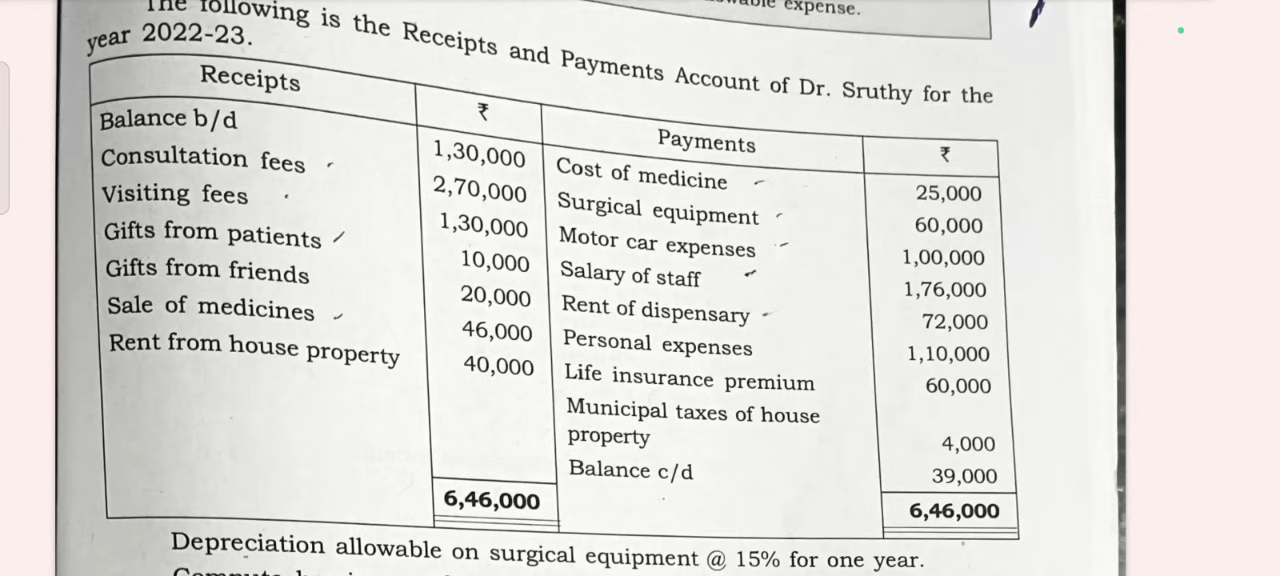 expense.
The following is the Receipts and Payments Account of Dr. Sruthy for the
year 2022-23.
Receipts ₹ Payments ₹
Balance b/d 1,30,000 Cost of medicine 25,000
Consultation fees 2,70,000 Surgical equipment 60,000
Visiting fees 1,30,000 Motor car expenses 1,00,000
Gifts from patients 10,000 Salary of staff 1,76,000
Gifts from friends 20,000 Rent of dispensary 72,000
Sale of medicines 46,000 Personal expenses 1,10,000
Rent from house property 40,000 Life insurance premium 60,000
Municipal taxes of house
property 4,000
Balance c/d 39,000
6,46,000 6,46,000
Depreciation allowable on surgical equipment @ 15% for one year.